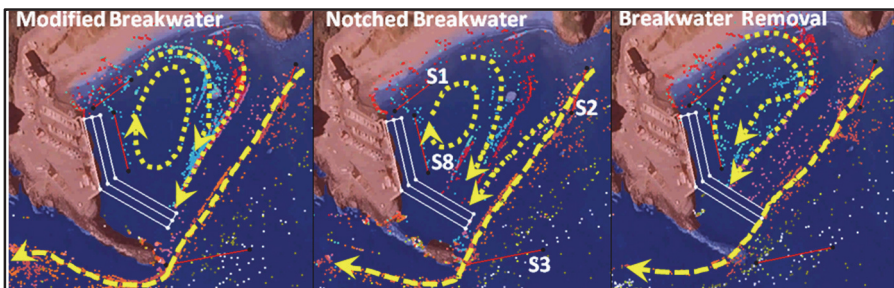 Modified Breakwater
Notched Breakwater
Breakwater Removal
S1
S2
S8
S3